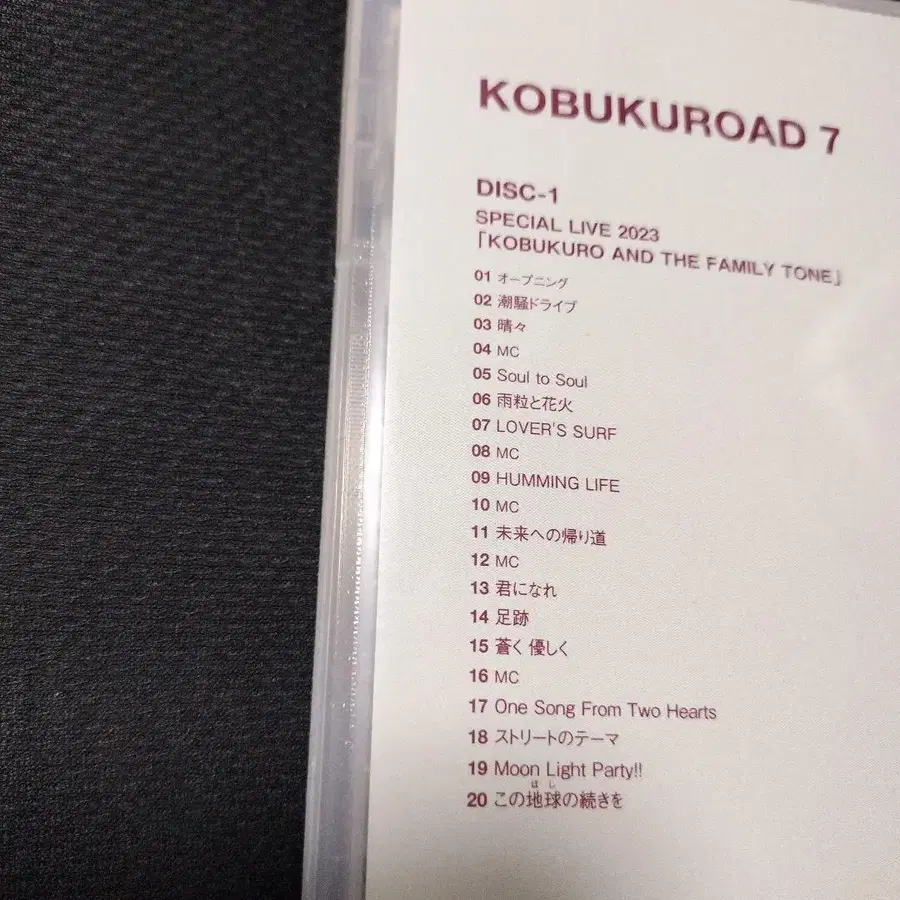 KOBUKUROAD 7
DISC-1
SPECIAL LIVE 2023
「KOBUKURO AND THE FAMILY TONE」
01 オープニング
02 潮騒ドライブ
03 晴々
04 MC
05 Soul to Soul
06 雨粒と花火
07 LOVER'S SURF
08 MC
09 HUMMING LIFE
10 MC
11 未来への帰り道
12 MC
13 君になれ
14 足跡
15 蒼く 優しく
16 MC
17 One Song From Two Hearts
18 ストリートのテーマ
19 Moon Light Party!!
ほし
20 この地球の続きを